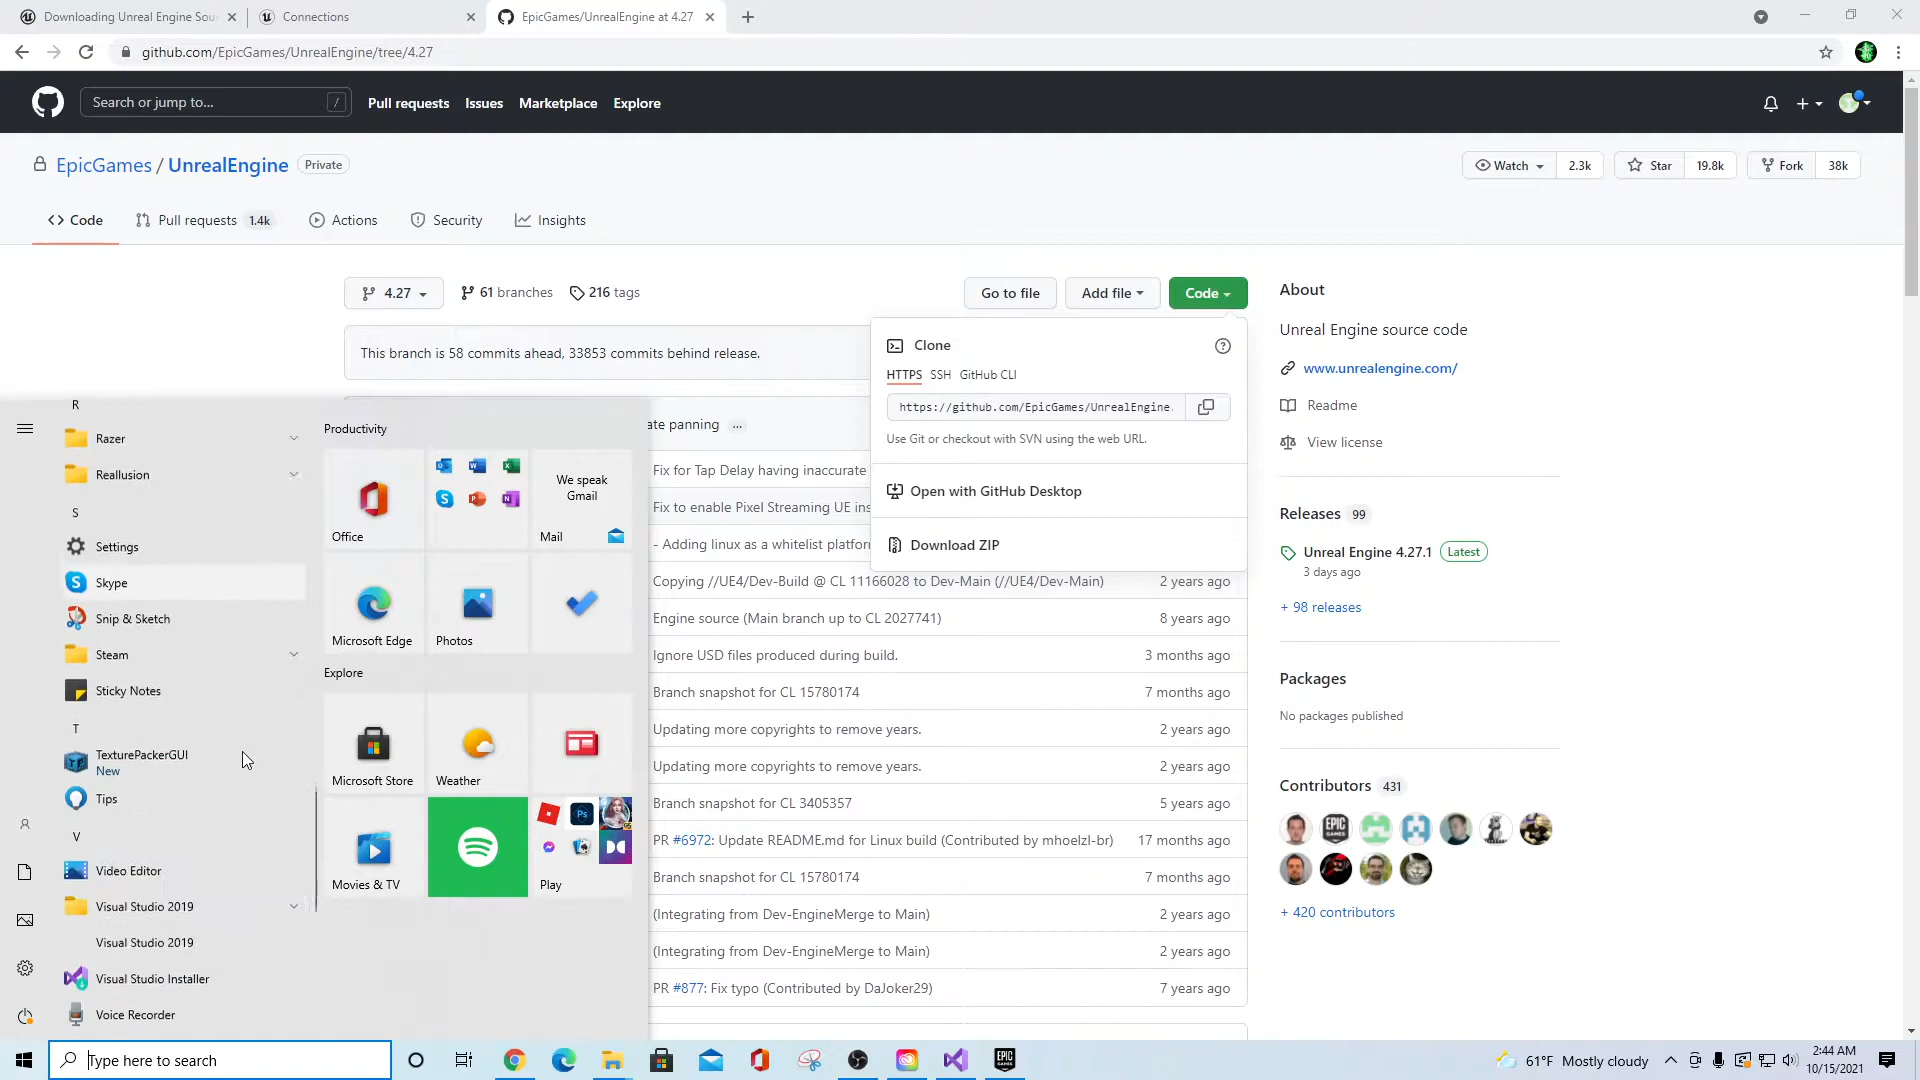 Downloading Unreal Engine Sou
Connections
EpicGames/UnrealEngine at 4.27
github.com/EpicGames/UnrealEngine/tree/4.27
Search or jump to...
/
Pull requests
Issues
Marketplace
Explore
EpicGames / UnrealEngine
Private
Watch
2.3k
Star
19.8k
Fork
38k
Code
Pull requests
1.4k
Actions
Security
Insights
4.27
61 branches
216 tags
Go to file
Add file
Code
This branch is 58 commits ahead, 33853 commits behind release.
Clone
HTTPS
SSH
GitHub CLI
https://github.com/EpicGames/UnrealEngine.
Use Git or checkout with SVN using the web URL.
Open with GitHub Desktop
Download ZIP
ate panning ...
Fix for Tap Delay having inaccurate
Fix to enable Pixel Streaming UE ins
- Adding linux as a whitelist platfor
Copying //UE4/Dev-Build @ CL 11166028 to Dev-Main (//UE4/Dev-Main)
2 years ago
Engine source (Main branch up to CL 2027741)
8 years ago
Ignore USD files produced during build.
3 months ago
Branch snapshot for CL 15780174
7 months ago
Updating more copyrights to remove years.
2 years ago
Updating more copyrights to remove years.
2 years ago
Branch snapshot for CL 3405357
5 years ago
PR #6972: Update README.md for Linux build (Contributed by mhoelzl-br)
17 months ago
Branch snapshot for CL 15780174
7 months ago
(Integrating from Dev-EngineMerge to Main)
2 years ago
(Integrating from Dev-EngineMerge to Main)
2 years ago
PR #877: Fix typo (Contributed by DaJoker29)
7 years ago
About
Unreal Engine source code
www.unrealengine.com/
Readme
View license
Releases 99
Unreal Engine 4.27.1
Latest
3 days ago
+ 98 releases
Packages
No packages published
Contributors 431
EPIC
+ 420 contributors
R
Razer
Reallusion
S
Settings
Skype
Snip & Sketch
Steam
Sticky Notes
T
TexturePackerGUI
New
Tips
V
Video Editor
Visual Studio 2019
Visual Studio 2019
Visual Studio Installer
Voice Recorder
Productivity
Office
We speak
Gmail
Mail
Microsoft Edge
Photos
Explore
Microsoft Store
Weather
Movies & TV
Ps
Play
Type here to search
EPIC
GAMES
61°F Mostly cloudy
2:44 AM
10/15/2021